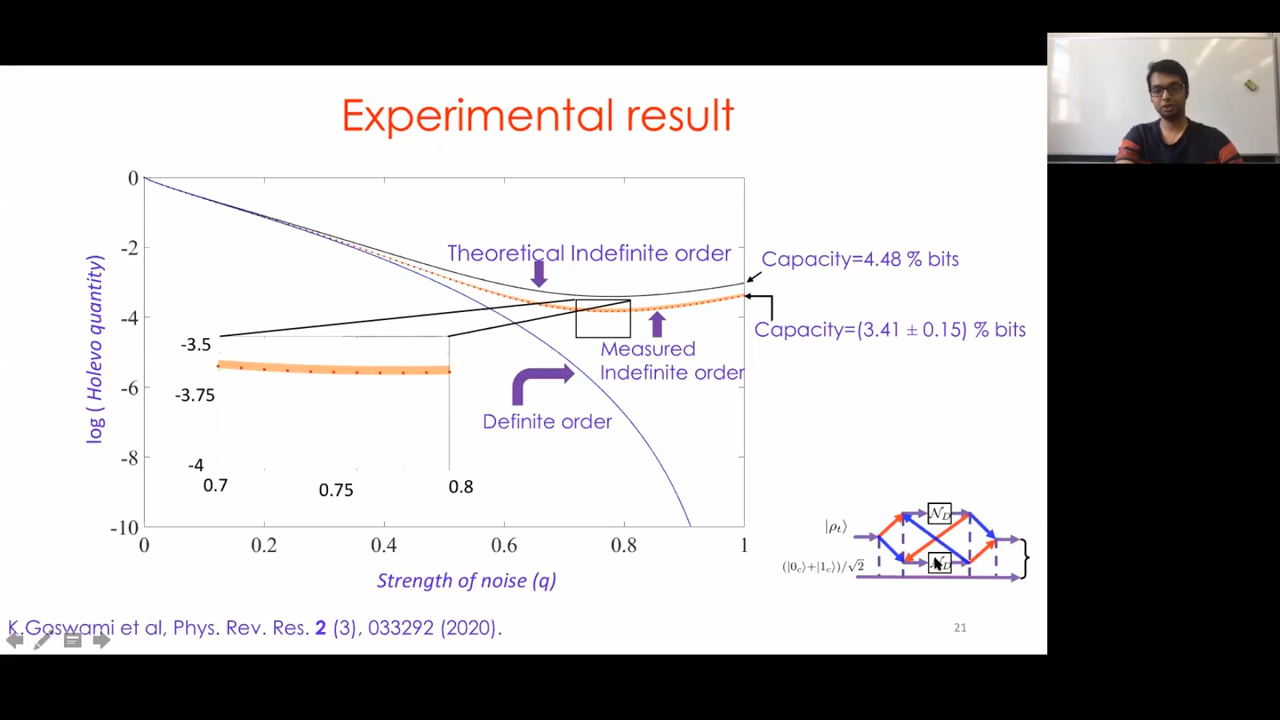 Experimental result
0
-2
-4
-6
-8
-10
0
0.2
0.4
0.6
0.8
1
log ( Holevo quantity)
Strength of noise (q)
Theoretical Indefinite order
Capacity=4.48 % bits
Capacity=(3.41 ± 0.15) % bits
Measured
Indefinite order
Definite order
-3.5
-3.75
-4
0.7
0.75
0.8
|ρt⟩
(|0c⟩+|1c⟩)/√2
𝒩D
K.Goswami et al, Phys. Rev. Res. 2 (3), 033292 (2020).
21